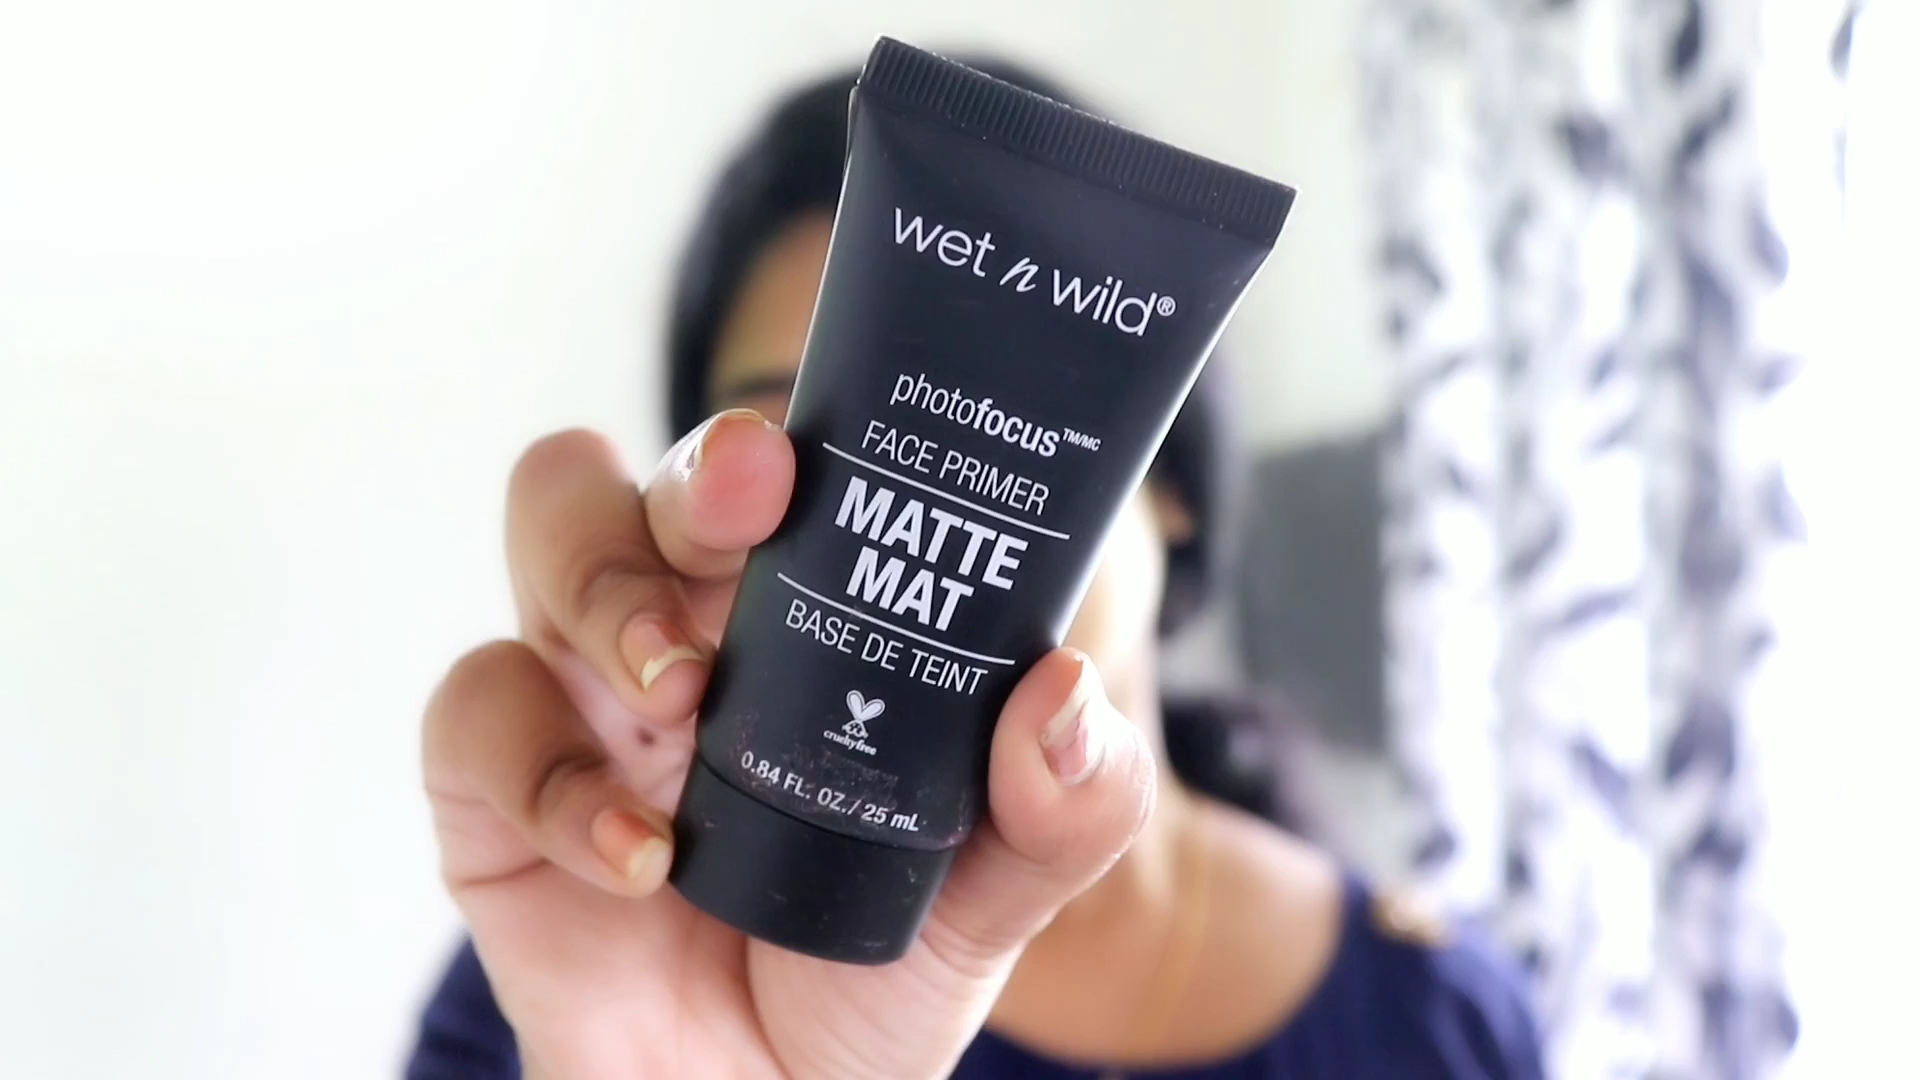 wet n wild®
photofocus™/MC
FACE PRIMER
MATTE
MAT
BASE DE TEINT
crueltyfree
0.84 FL. OZ./ 25 mL